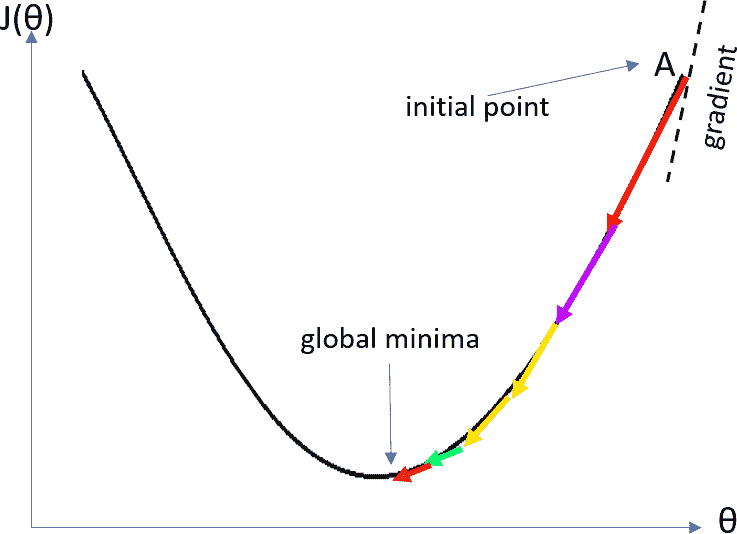 J(θ)
A
initial point
gradient
global minima
θ